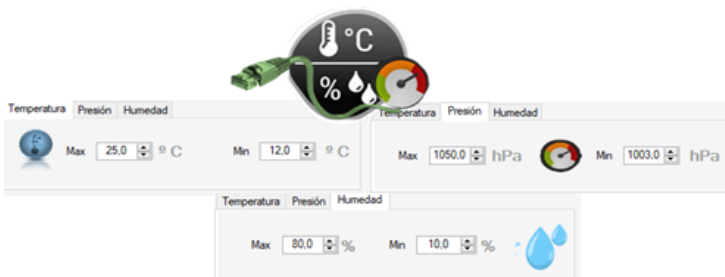 °C
%
Temperatura Presión Humedad
Max 25,0 º C Min 12,0 º C
Temperatura Presión Humedad
Max 1050,0 hPa Min 1003,0 hPa
Temperatura Presión Humedad
Max 80,0 % Min 10,0 %